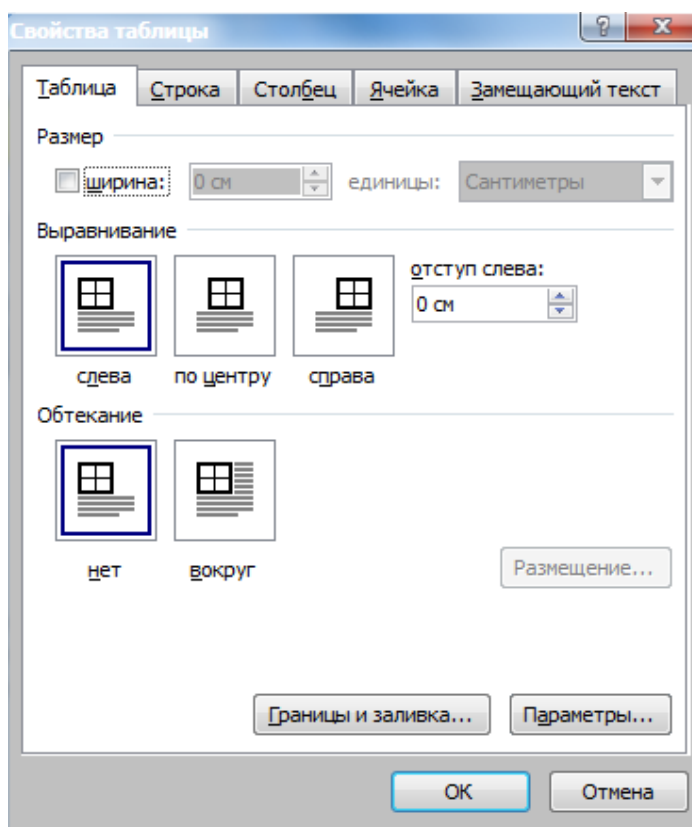 Свойства таблицы
Таблица Строка Столбец Ячейка Замещающий текст
Размер
ширина: 0 см единицы: Сантиметры
Выравнивание
отступ слева:
0 см
слева по центру справа
Обтекание
нет вокруг
Размещение...
Границы и заливка... Параметры...
ОК Отмена